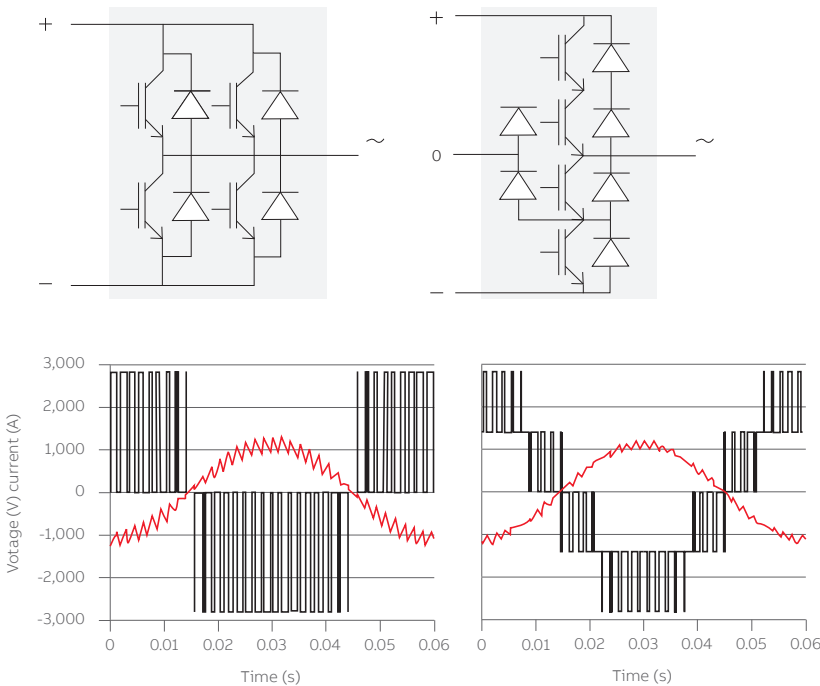 +
∼
−
+
0
∼
−
Votage (V) current (A)
3,000
2,000
1,000
0
-1,000
-2,000
-3,000
0 0.01 0.02 0.03 0.04 0.05 0.06
Time (s)
0 0.01 0.02 0.03 0.04 0.05 0.06
Time (s)